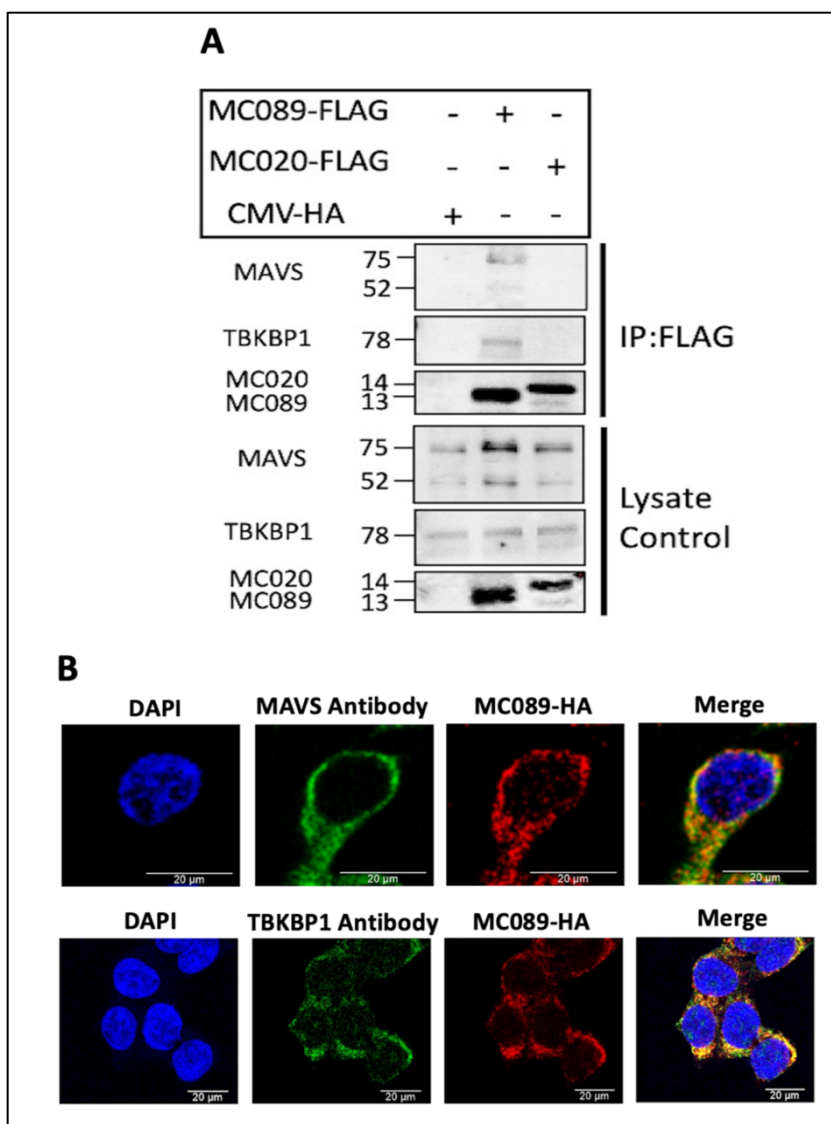 A
MC089-FLAG - + -
MC020-FLAG - - +
CMV-HA + - -
MAVS 75 52
TBKBP1 78
MC020 14
MC089 13
IP:FLAG
MAVS 75 52
TBKBP1 78
MC020 14
MC089 13
Lysate
Control
B
DAPI MAVS Antibody MC089-HA Merge
20 µm 20 µm 20 µm 20 µm
DAPI TBKBP1 Antibody MC089-HA Merge
20 µm 20 µm 20 µm 20 µm